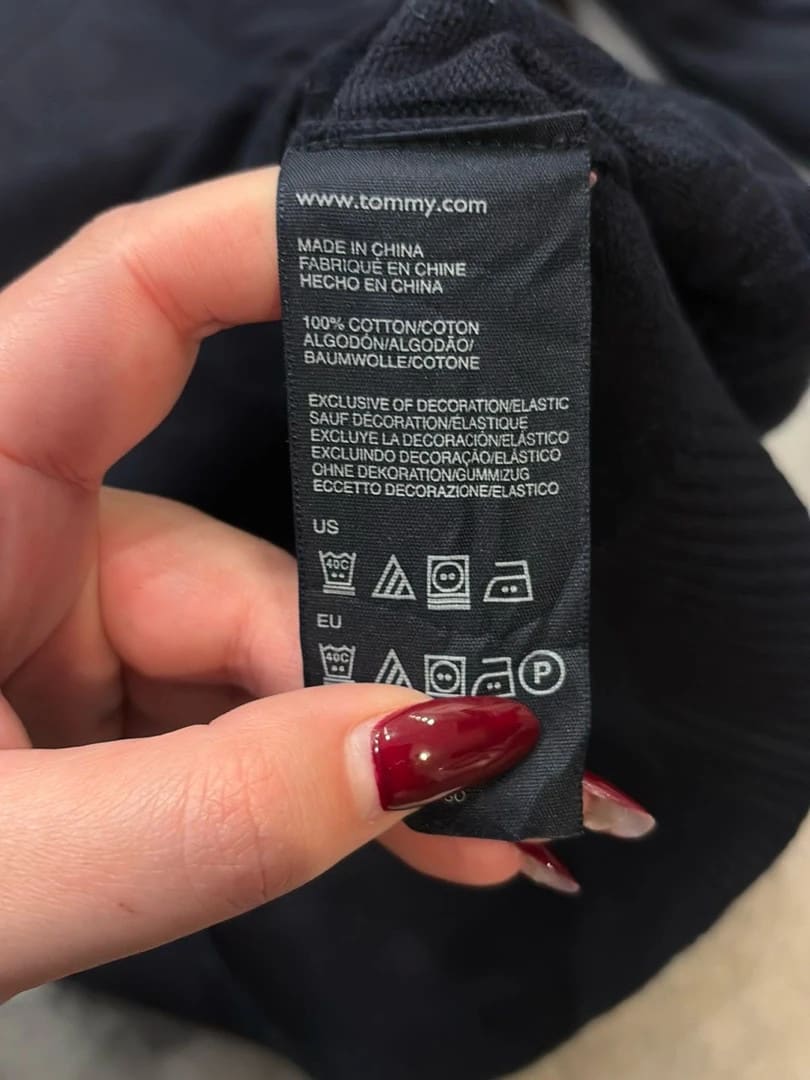 www.tommy.com
MADE IN CHINA
FABRIQUÉ EN CHINE
HECHO EN CHINA
100% COTTON/COTON
ALGODÓN/ALGODÃO/
BAUMWOLLE/COTONE
EXCLUSIVE OF DECORATION/ELASTIC
SAUF DÉCORATION/ÉLASTIQUE
EXCLUYE LA DECORACIÓN/ELÁSTICO
EXCLUINDO DECORAÇÃO/ELÁSTICO
OHNE DEKORATION/GUMMIZUG
ECCETTO DECORAZIONE/ELASTICO
US
40C
EU
40C
P